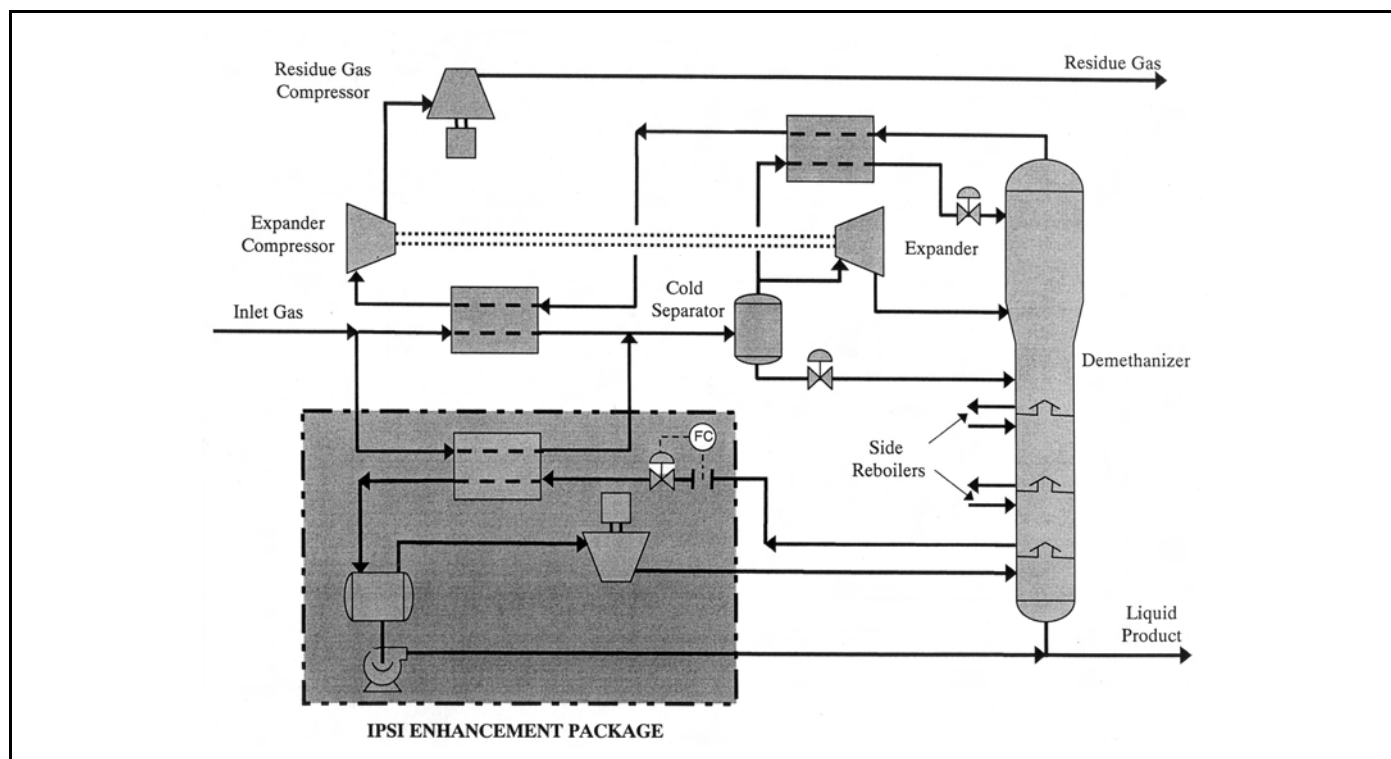 Residue Gas
Compressor
Residue Gas
Expander
Compressor
Expander
Cold
Separator
Inlet Gas
Demethanizer
FC
Side
Reboilers
Liquid
Product
IPSI ENHANCEMENT PACKAGE